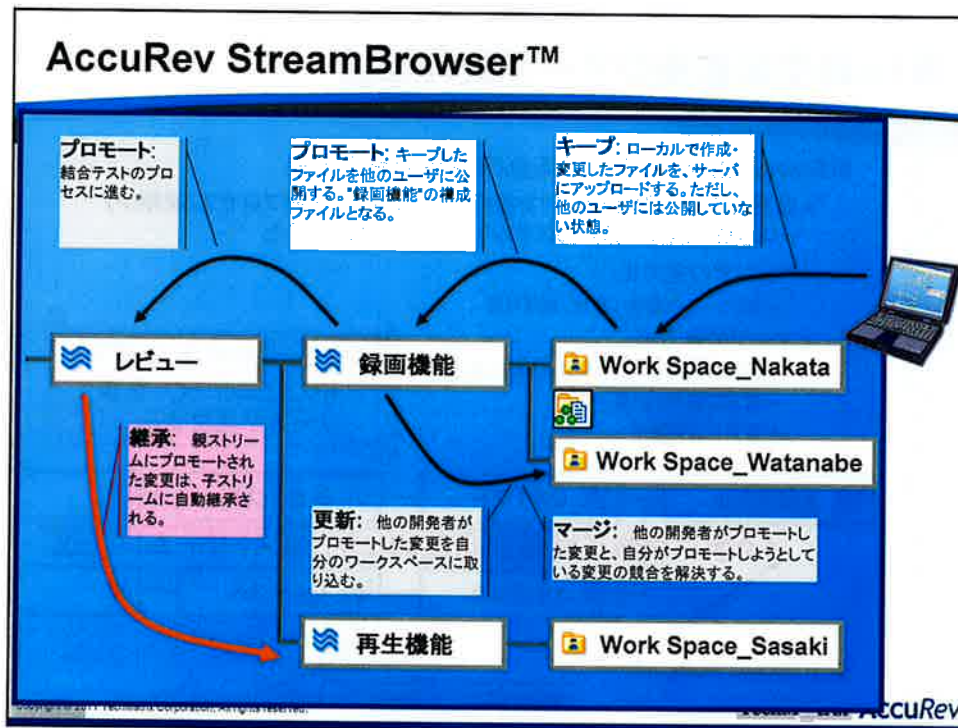 AccuRev StreamBrowser™
プロモート:
結合テストのプロ
セスに進む。
プロモート: キープした
ファイルを他のユーザに公
開する。"録画機能"の構成
ファイルとなる。
キープ: ローカルで作成・
変更したファイルを、サーバ
にアップロードする。ただし、
他のユーザには公開していな
い状態。
レビュー
録画機能
Work Space_Nakata
継承: 親ストリー
ムにプロモートされ
た変更は、子ストリ
ームに自動継承さ
れる。
Work Space_Watanabe
更新: 他の開発者が
プロモートした変更を自
分のワークスペースに取
り込む。
マージ: 他の開発者がプロモートし
た変更と、自分がプロモートしようとして
いる変更の競合を解決する。
再生機能
Work Space_Sasaki
Corporation. All rights reserved.
AccuRev